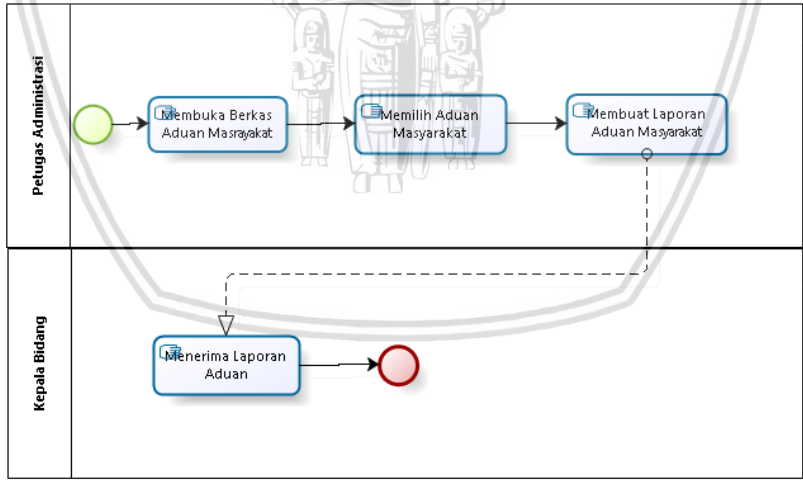 Petugas Administrasi
Membuka Berkas
Aduan Masrayakat
Memilih Aduan
Masyarakat
Membuat Laporan
Aduan Masyarakat
Kepala Bidang
Menerima Laporan
Aduan